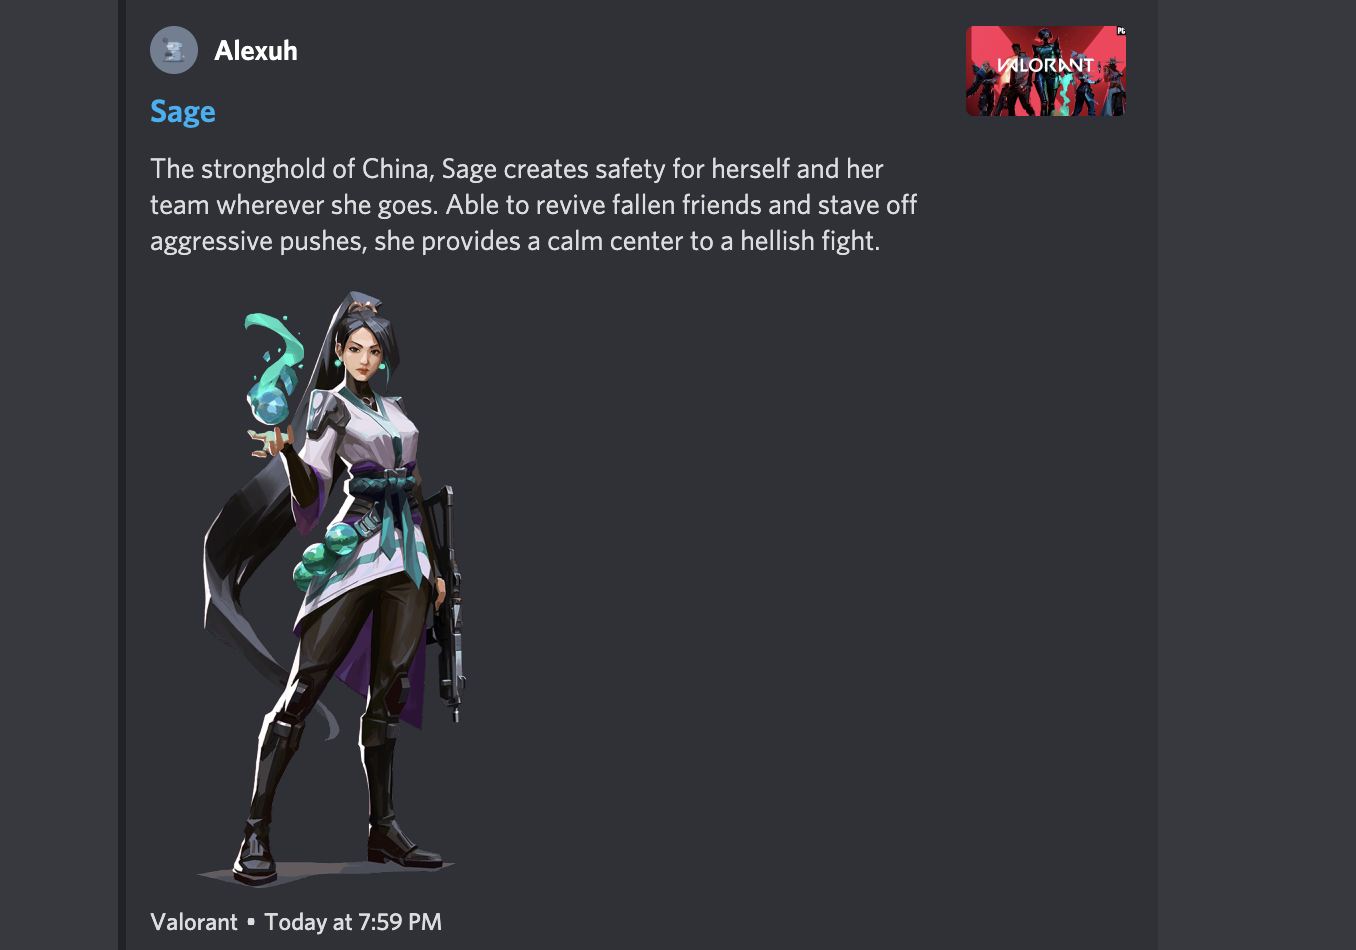 Alexuh
VALORANT
Sage
The stronghold of China, Sage creates safety for herself and her
team wherever she goes. Able to revive fallen friends and stave off
aggressive pushes, she provides a calm center to a hellish fight.
Valorant • Today at 7:59 PM